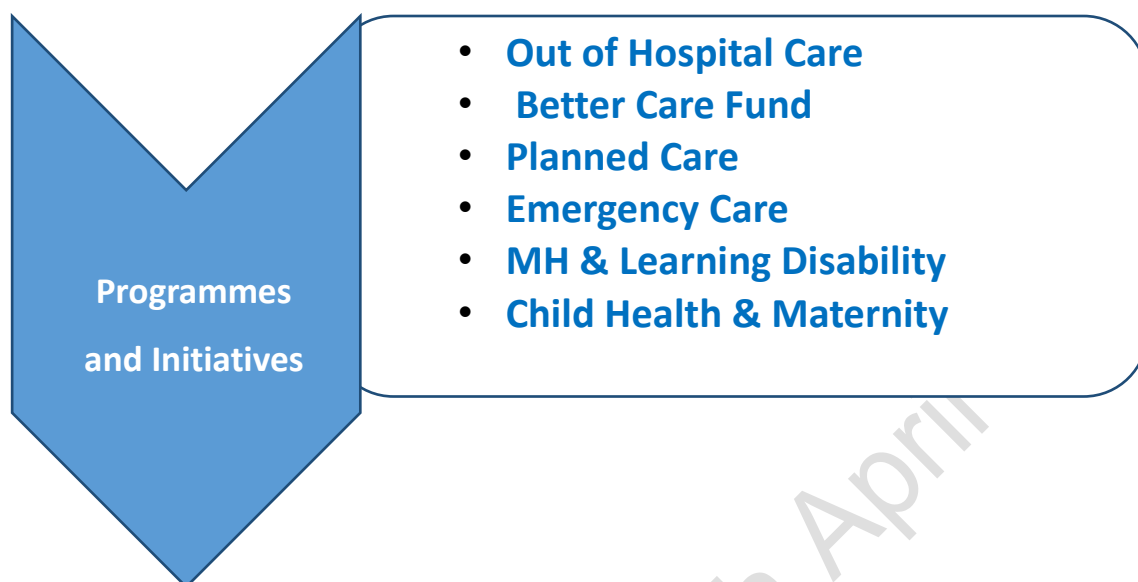 Programmes
and Initiatives
• Out of Hospital Care
• Better Care Fund
• Planned Care
• Emergency Care
• MH & Learning Disability
• Child Health & Maternity
April